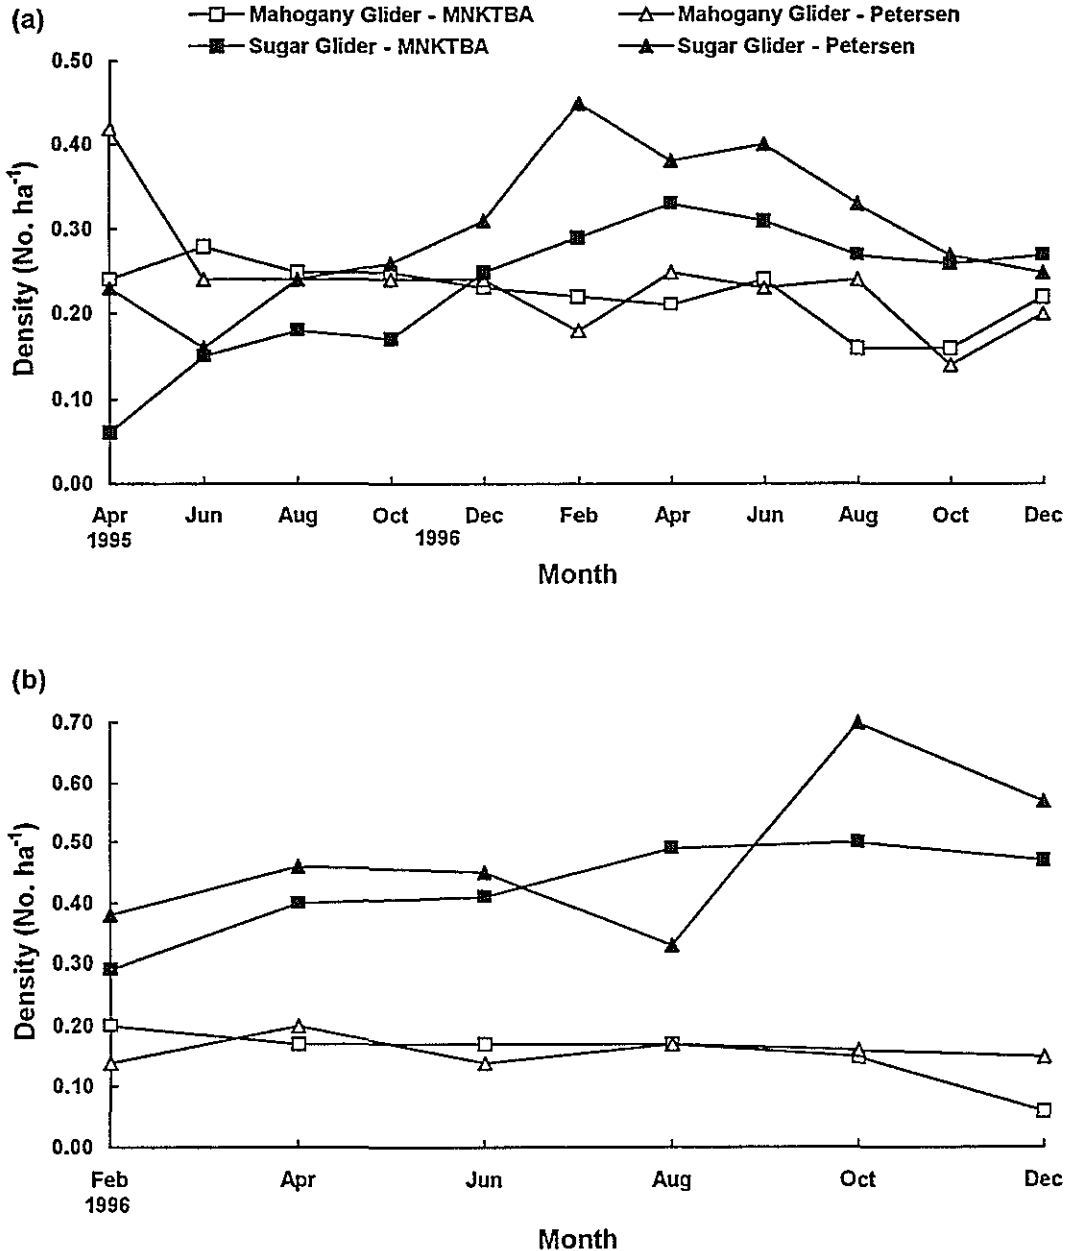 (a)
Mahogany Glider - MNKTBA Mahogany Glider - Petersen
Sugar Glider - MNKTBA Sugar Glider - Petersen
0.50
0.40
0.30
0.20
0.10
0.00
Density (No. ha-1)
Apr Jun Aug Oct Dec Feb Apr Jun Aug Oct Dec
1995 1996
Month
(b)
0.70
0.60
0.50
0.40
0.30
0.20
0.10
0.00
Density (No. ha-1)
Feb Apr Jun Aug Oct Dec
1996
Month